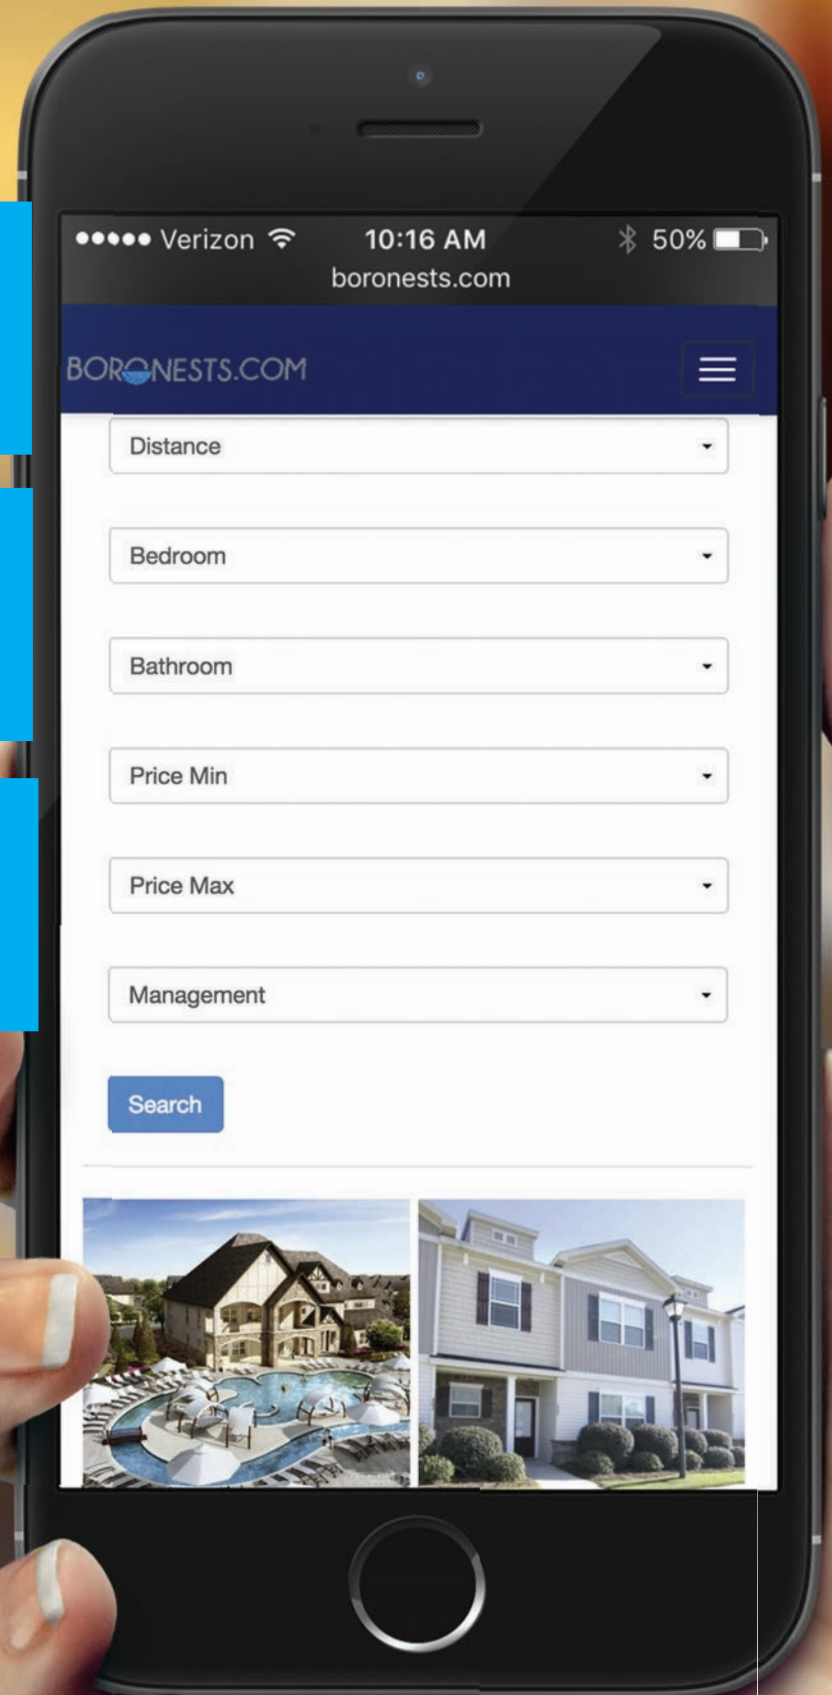 Verizon 10:16 AM 50%
boronests.com
BORONESTS.COM
Distance
Bedroom
Bathroom
Price Min
Price Max
Management
Search